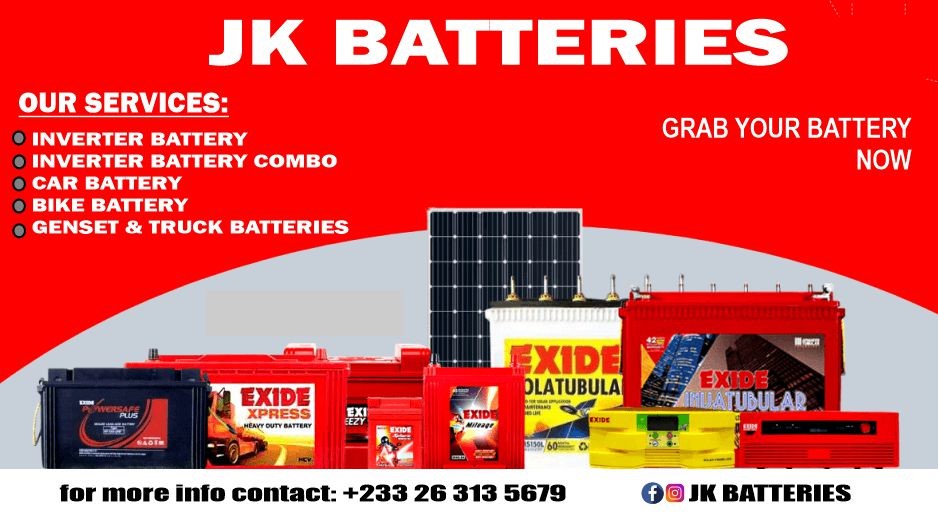 JK BATTERIES
OUR SERVICES:
INVERTER BATTERY
INVERTER BATTERY COMBO
CAR BATTERY
BIKE BATTERY
GENSET & TRUCK BATTERIES
GRAB YOUR BATTERY
NOW
EXIDE
POWERSAFE
PLUS
EXIDE
XPRESS
HEAVY DUTY BATTERY
EXIDE
Mileage
EXIDE
OLATUBULAR
60
EXIDE
42
EXIDE
EXIDE
for more info contact: +233 26 313 5679
JK BATTERIES